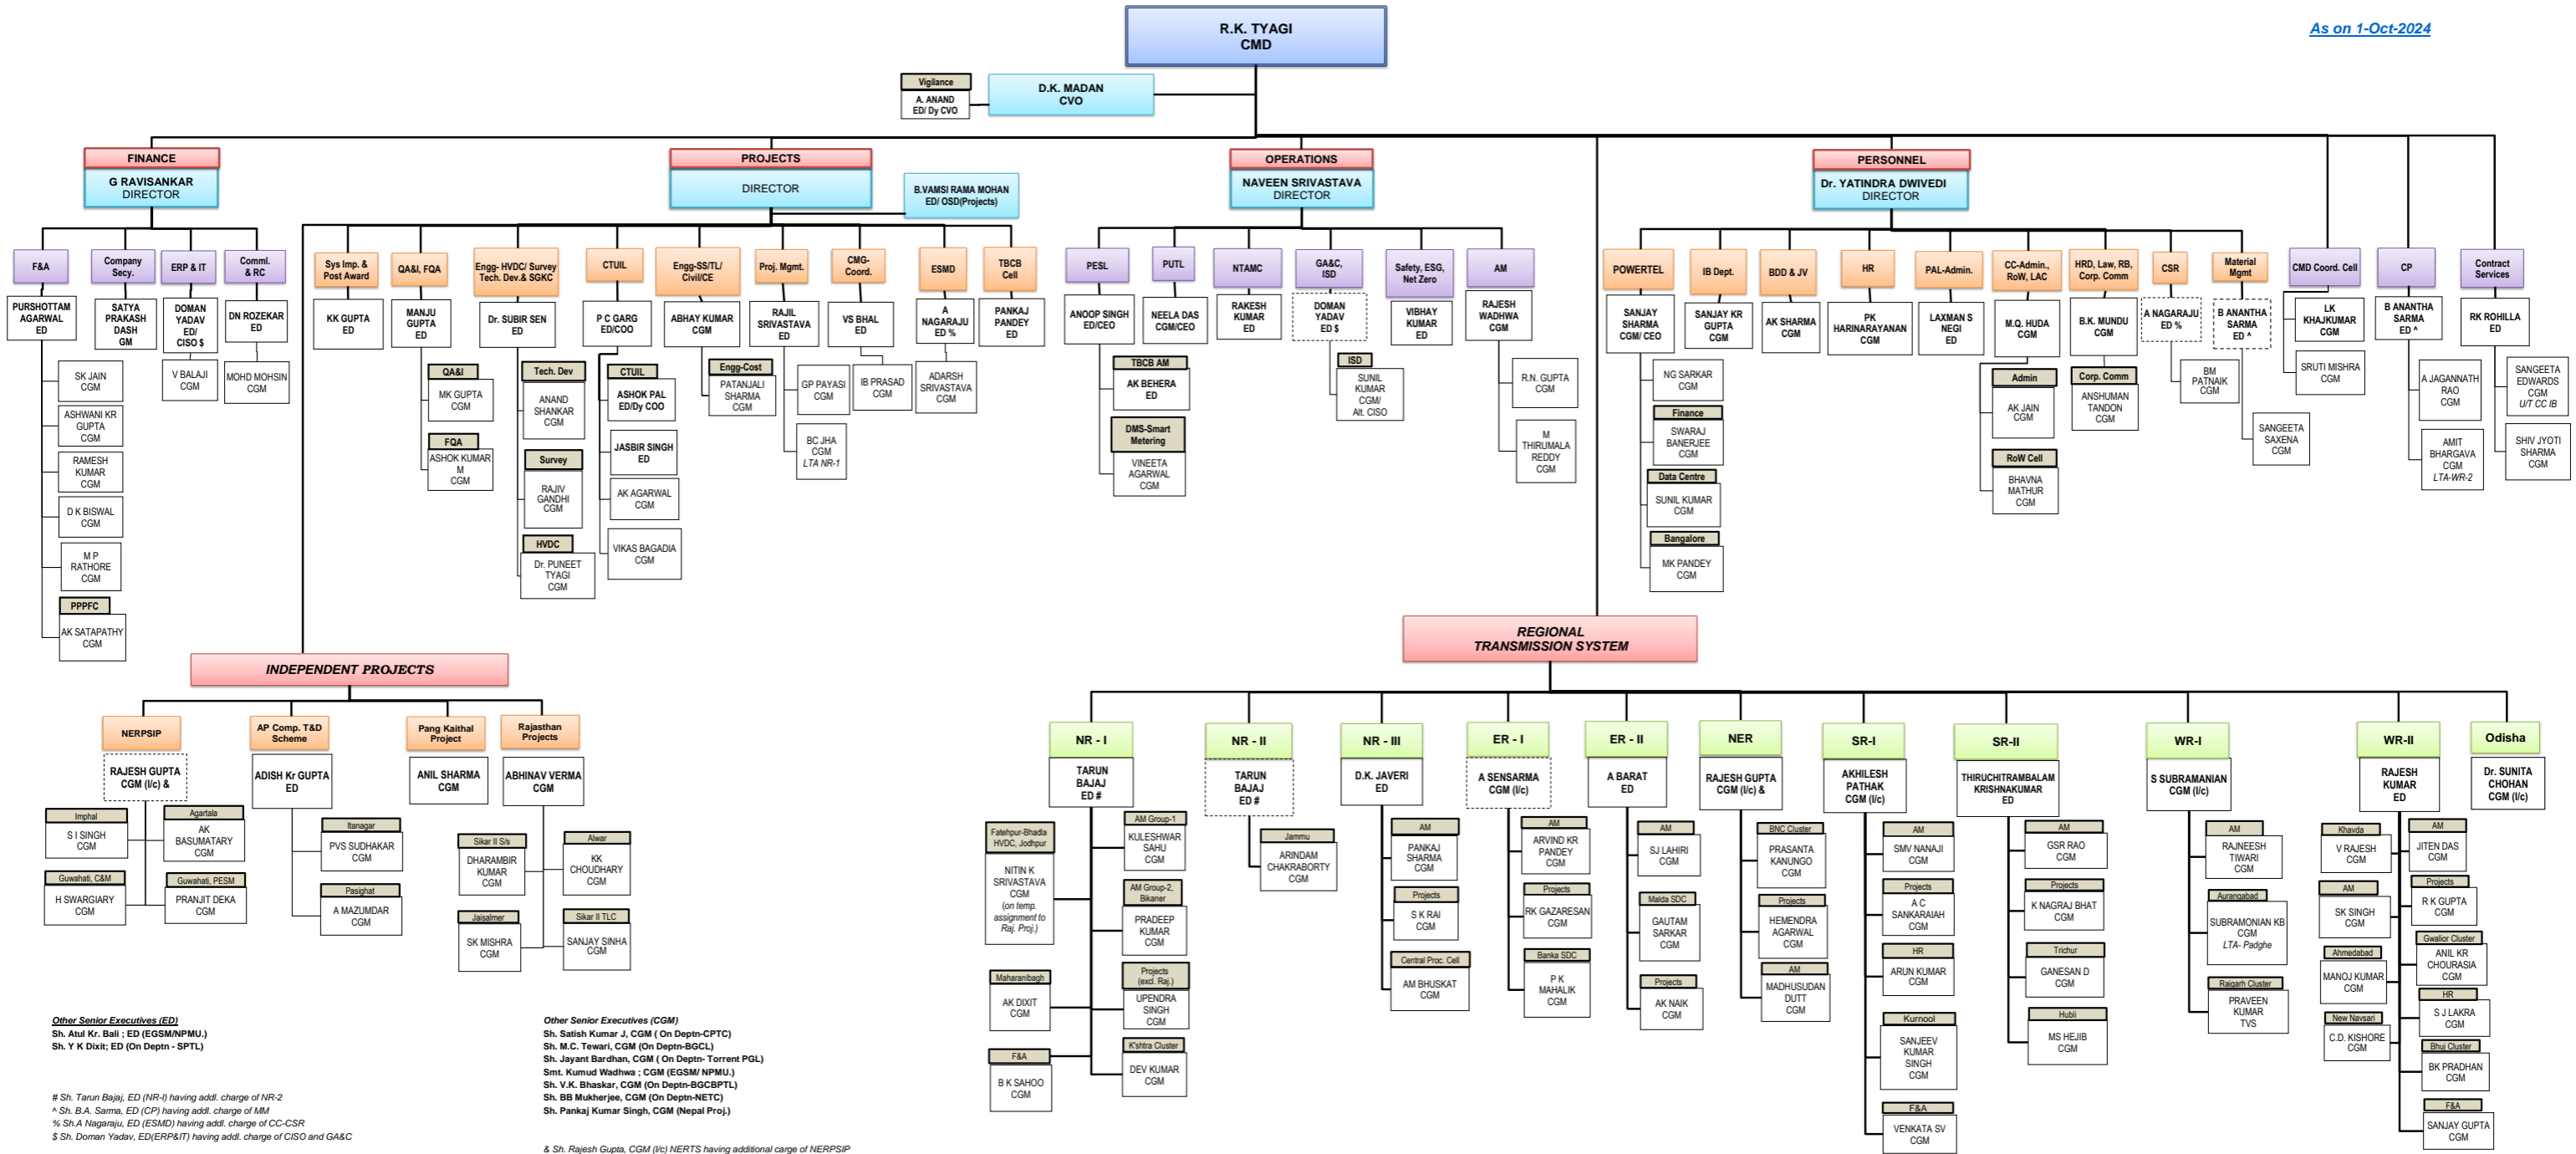 R.K. TYAGI
CMD
As on 1-Oct-2024
Vigilance
A. ANAND
ED/ Dy CVO
D.K. MADAN
CVO
FINANCE
G RAVISANKAR
DIRECTOR
PROJECTS
DIRECTOR
B.VAMSI RAMA MOHAN
ED/ OSD(Projects)
OPERATIONS
NAVEEN SRIVASTAVA
DIRECTOR
PERSONNEL
Dr. YATINDRA DWIVEDI
DIRECTOR
F&A
PURSHOTTAM
AGARWAL
ED
SK JAIN
CGM
ASHWANI KR
GUPTA
CGM
RAMESH
KUMAR
CGM
D K BISWAL
CGM
M P
RATHORE
CGM
PPPFC
AK SATAPATHY
CGM
Company
Secy.
SATYA
PRAKASH
DASH
GM
ERP & IT
DOMAN
YADAV
ED/
CISO $
V BALAJI
CGM
Comml.
& RC
DN ROZEKAR
ED
MOHD MOHSIN
CGM
Sys Imp. &
Post Award
KK GUPTA
ED
QA&I, FQA
MANJU
GUPTA
ED
QA&I
MK GUPTA
CGM
FQA
ASHOK KUMAR
M
CGM
Engg- HVDC/ Survey
Tech. Dev.& SGKC
Dr. SUBIR SEN
ED
Tech. Dev
ANAND
SHANKAR
CGM
Survey
RAJIV
GANDHI
CGM
HVDC
Dr. PUNEET
TYAGI
CGM
CTUIL
P C GARG
ED/COO
CTUIL
ASHOK PAL
ED/Dy COO
JASBIR SINGH
ED
AK AGARWAL
CGM
VIKAS BAGADIA
CGM
Engg-SS/TL/
Civil/CE
ABHAY KUMAR
CGM
Engg-Cost
PATANJALI
SHARMA
CGM
Proj. Mgmt.
RAJIL
SRIVASTAVA
ED
GP PAYASI
CGM
BC JHA
CGM
LTA NR-1
CMG-
Coord.
VS BHAL
ED
IB PRASAD
CGM
ESMD
A
NAGARAJU
ED %
ADARSH
SRIVASTAVA
CGM
TBCB
Cell
PANKAJ
PANDEY
ED
PESL
ANOOP SINGH
ED/CEO
TBCB AM
AK BEHERA
ED
DMS-Smart
Metering
VINEETA
AGARWAL
CGM
PUTL
NEELA DAS
CGM/CEO
NTAMC
RAKESH
KUMAR
ED
GA&C,
ISD
DOMAN
YADAV
ED $
ISD
SUNIL
KUMAR
CGM/
Alt. CISO
Safety, ESG,
Net Zero
VIBHAY
KUMAR
ED
AM
RAJESH
WADHWA
CGM
R.N. GUPTA
CGM
M
THIRUMALA
REDDY
CGM
POWERTEL
SANJAY
SHARMA
CGM/ CEO
NG SARKAR
CGM
Finance
SWARAJ
BANERJEE
CGM
Data Centre
SUNIL KUMAR
CGM
Bangalore
MK PANDEY
CGM
IB Dept.
SANJAY KR
GUPTA
CGM
BDD & JV
AK SHARMA
CGM
HR
PK
HARINARAYANAN
CGM
PAL-Admin.
LAXMAN S
NEGI
ED
CC-Admin.,
RoW, LAC
M.Q. HUDA
CGM
Admin
AK JAIN
CGM
RoW Cell
BHAVNA
MATHUR
CGM
HRD, Law, RB,
Corp. Comm
B.K. MUNDU
CGM
Corp. Comm
ANSHUMAN
TANDON
CGM
CSR
A NAGARAJU
ED %
BM
PATNAIK
CGM
Material
Mgmt
B ANANTHA
SARMA
ED ^
SANGEETA
SAXENA
CGM
CMD Coord. Cell
LK
KHAJKUMAR
CGM
SRUTI MISHRA
CGM
CP
B ANANTHA
SARMA
ED ^
A JAGANNATH
RAO
CGM
AMIT
BHARGAVA
CGM
LTA-WR-2
Contract
Services
RK ROHILLA
ED
SANGEETA
EDWARDS
CGM
U/T CC IB
SHIV JYOTI
SHARMA
CGM
INDEPENDENT PROJECTS
NERPSIP
RAJESH GUPTA
CGM (I/c) &
Imphal
S I SINGH
CGM
Agartala
AK
BASUMATARY
CGM
Guwahati, C&M
H SWARGIARY
CGM
Guwahati, PESM
PRANJIT DEKA
CGM
AP Comp. T&D
Scheme
ADISH Kr GUPTA
ED
Itanagar
PVS SUDHAKAR
CGM
Pasighat
A MAZUMDAR
CGM
Pang Kaithal
Project
ANIL SHARMA
CGM
Rajasthan
Projects
ABHINAV VERMA
CGM
Sikar II S/s
DHARAMBIR
KUMAR
CGM
Alwar
KK
CHOUDHARY
CGM
Jaisalmer
SK MISHRA
CGM
Sikar II TLC
SANJAY SINHA
CGM
REGIONAL
TRANSMISSION SYSTEM
NR - I
TARUN
BAJAJ
ED #
Fatehpur-Bhadla
HVDC, Jodhpur
NITIN K
SRIVASTAVA
CGM
(on temp.
assignment to
Raj. Proj.)
AM Group-1
KULESHWAR
SAHU
CGM
AM Group-2,
Bikaner
PRADEEP
KUMAR
CGM
Maharanibagh
AK DIXIT
CGM
Projects
(excl. Raj.)
UPENDRA
SINGH
CGM
F&A
B K SAHOO
CGM
K'shtra Cluster
DEV KUMAR
CGM
NR - II
TARUN
BAJAJ
ED #
Jammu
ARINDAM
CHAKRABORTY
CGM
NR - III
D.K. JAVERI
ED
AM
PANKAJ
SHARMA
CGM
Projects
S K RAI
CGM
Central Proc. Cell
AM BHUSKAT
CGM
ER - I
A SENSARMA
CGM (I/c)
AM
ARVIND KR
PANDEY
CGM
Projects
RK GAZARESAN
CGM
Banka SDC
P K
MAHALIK
CGM
ER - II
A BARAT
ED
AM
SJ LAHIRI
CGM
Malda SDC
GAUTAM
SARKAR
CGM
Projects
AK NAIK
CGM
NER
RAJESH GUPTA
CGM (I/c) &
BNC Cluster
PRASANTA
KANUNGO
CGM
Projects
HEMENDRA
AGARWAL
CGM
AM
MADHUSUDAN
DUTT
CGM
SR-I
AKHILESH
PATHAK
CGM (I/c)
AM
SMV NANAJI
CGM
Projects
A C
SANKARAIAH
CGM
HR
ARUN KUMAR
CGM
Kurnool
SANJEEV
KUMAR
SINGH
CGM
F&A
VENKATA SV
CGM
SR-II
THIRUCHITRAMBALAM
KRISHNAKUMAR
ED
AM
GSR RAO
CGM
Projects
K NAGRAJ BHAT
CGM
Trichur
GANESAN D
CGM
Hubli
MS HEJIB
CGM
WR-I
S SUBRAMANIAN
CGM (I/c)
AM
RAJNEESH
TIWARI
CGM
Aurangabad
SUBRAMONIAN KB
CGM
LTA- Padghe
Raigarh Cluster
PRAVEEN
KUMAR
TVS
WR-II
RAJESH
KUMAR
ED
Khavda
V RAJESH
CGM
AM
JITEN DAS
CGM
AM
SK SINGH
CGM
Projects
R K GUPTA
CGM
Ahmedabad
MANOJ KUMAR
CGM
Gwalior Cluster
ANIL KR
CHOURASIA
CGM
New Navsari
C.D. KISHORE
CGM
HR
S J LAKRA
CGM
Bhuj Cluster
BK PRADHAN
CGM
F&A
SANJAY GUPTA
CGM
Odisha
Dr. SUNITA
CHOHAN
CGM (I/c)
Other Senior Executives (ED)
Sh. Atul Kr. Bali ; ED (EGSM/NPMU.)
Sh. Y K Dixit; ED (On Deptn - SPTL)
Other Senior Executives (CGM)
Sh. Satish Kumar J, CGM ( On Deptn-CPTC)
Sh. M.C. Tewari, CGM (On Deptn-BGCL)
Sh. Jayant Bardhan, CGM ( On Deptn- Torrent PGL)
Smt. Kumud Wadhwa ; CGM (EGSM/ NPMU.)
Sh. V.K. Bhaskar, CGM (On Deptn-BGCBPTL)
Sh. BB Mukherjee, CGM (On Deptn-NETC)
Sh. Pankaj Kumar Singh, CGM (Nepal Proj.)
# Sh. Tarun Bajaj, ED (NR-I) having addl. charge of NR-2
^ Sh. B.A. Sarma, ED (CP) having addl. charge of MM
% Sh.A Nagaraju, ED (ESMD) having addl. charge of CC-CSR
$ Sh. Doman Yadav, ED(ERP&IT) having addl. charge of CISO and GA&C
& Sh. Rajesh Gupta, CGM (I/c) NERTS having additional carge of NERPSIP